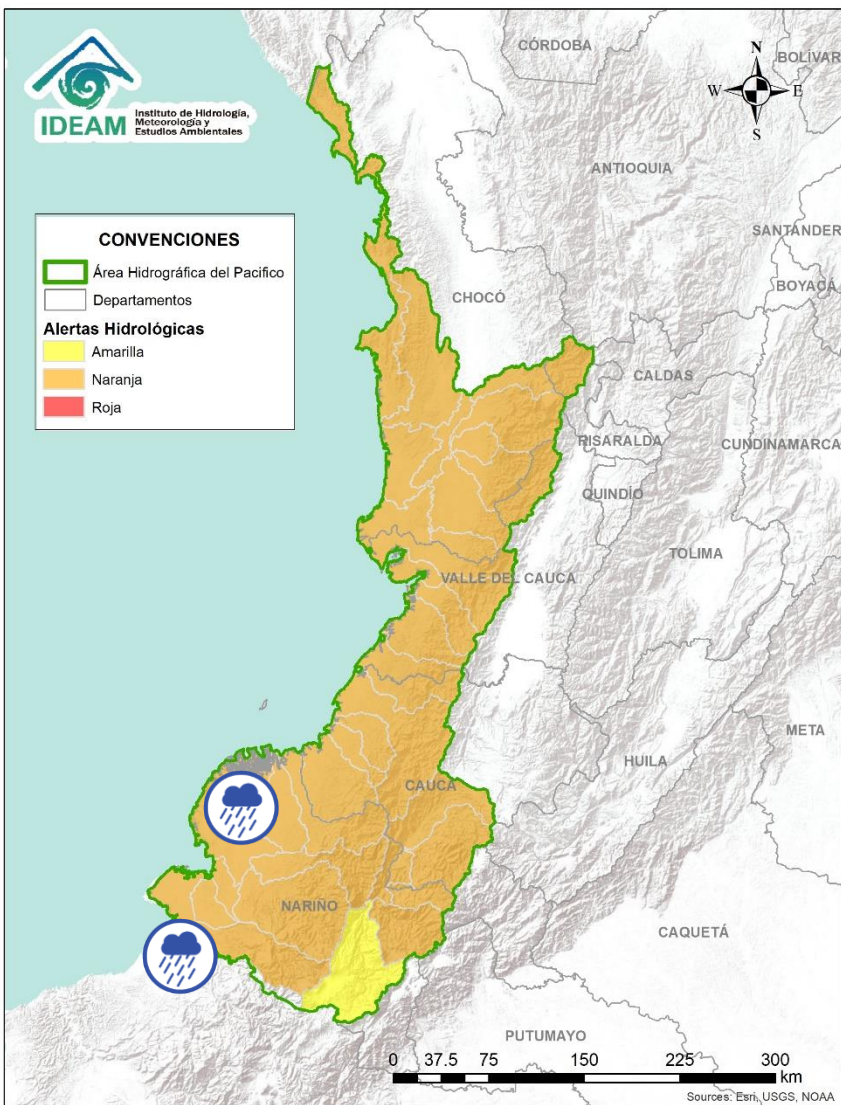 IDEAM
Instituto de Hidrología,
Meteorología y
Estudios Ambientales
CÓRDOBA
BOLÍVAR
N
W
E
S
ANTIOQUIA
CONVENCIONES
Área Hidrográfica del Pacifico
Departamentos
Alertas Hidrológicas
Amarilla
Naranja
Roja
SANTÁNDER
BOYACÁ
CHOCÓ
CALDAS
RISARALDA
CUNDINAMARCA
QUINDÍO
TOLIMA
VALLE DEL CAUCA
META
HUILA
CAUCA
NARIÑO
CAQUETÁ
PUTUMAYO
0 37.5 75 150 225 300
km
Sources: Esri, USGS, NOAA